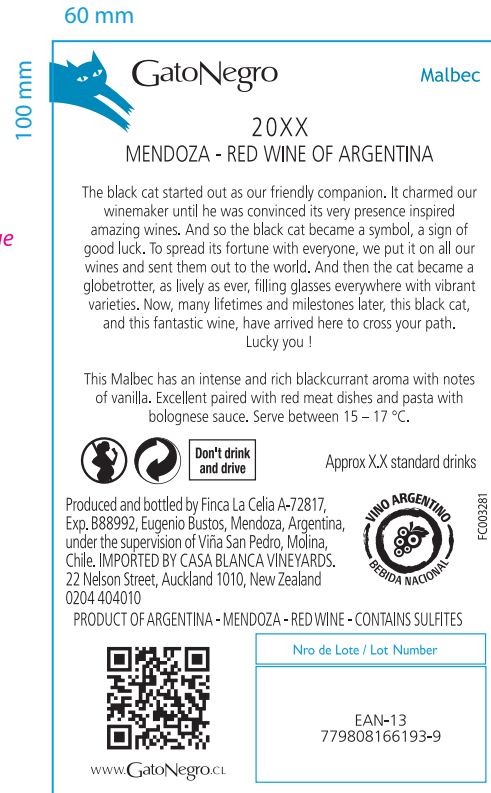 60 mm
100 mm
GatoNegro
Malbec
20XX
MENDOZA - RED WINE OF ARGENTINA
The black cat started out as our friendly companion. It charmed our
winemaker until he was convinced its very presence inspired
amazing wines. And so the black cat became a symbol, a sign of
good luck. To spread its fortune with everyone, we put it on all our
wines and sent them out to the world. And then the cat became a
globetrotter, as lively as ever, filling glasses everywhere with vibrant
varieties. Now, many lifetimes and milestones later, this black cat,
and this fantastic wine, have arrived here to cross your path.
Lucky you !
This Malbec has an intense and rich blackcurrant aroma with notes
of vanilla. Excellent paired with red meat dishes and pasta with
bolognese sauce. Serve between 15 – 17 °C.
Don't drink
and drive
Approx X.X standard drinks
Produced and bottled by Finca La Celia A-72817,
Exp. B88992, Eugenio Bustos, Mendoza, Argentina,
under the supervision of Viña San Pedro, Molina,
Chile. IMPORTED BY CASA BLANCA VINEYARDS.
22 Nelson Street, Auckland 1010, New Zealand
0204 404010
VINO ARGENTINO
BEBIDA NACIONAL
FC003281
PRODUCT OF ARGENTINA - MENDOZA - RED WINE - CONTAINS SULFITES
Nro de Lote / Lot Number
EAN-13
779808166193-9
www.GatoNegro.CL